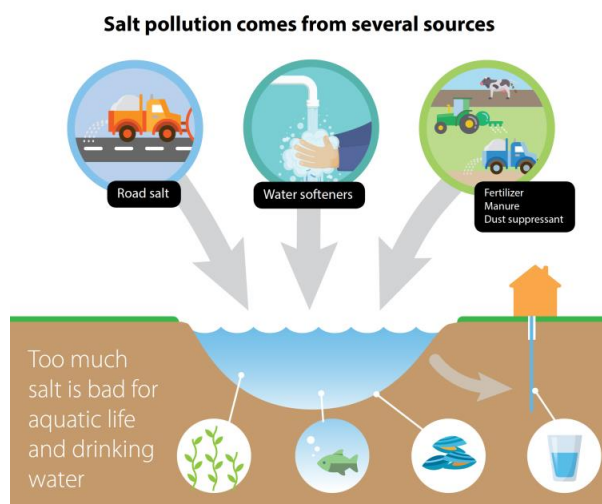 Salt pollution comes from several sources
Road salt
Water softeners
Fertilizer
Manure
Dust suppressant
Too much
salt is bad for
aquatic life
and drinking
water